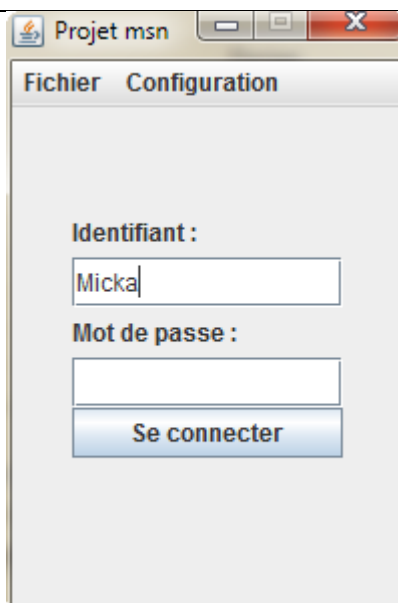 Projet msn
Fichier Configuration
Identifiant :
Micka
Mot de passe :
Se connecter